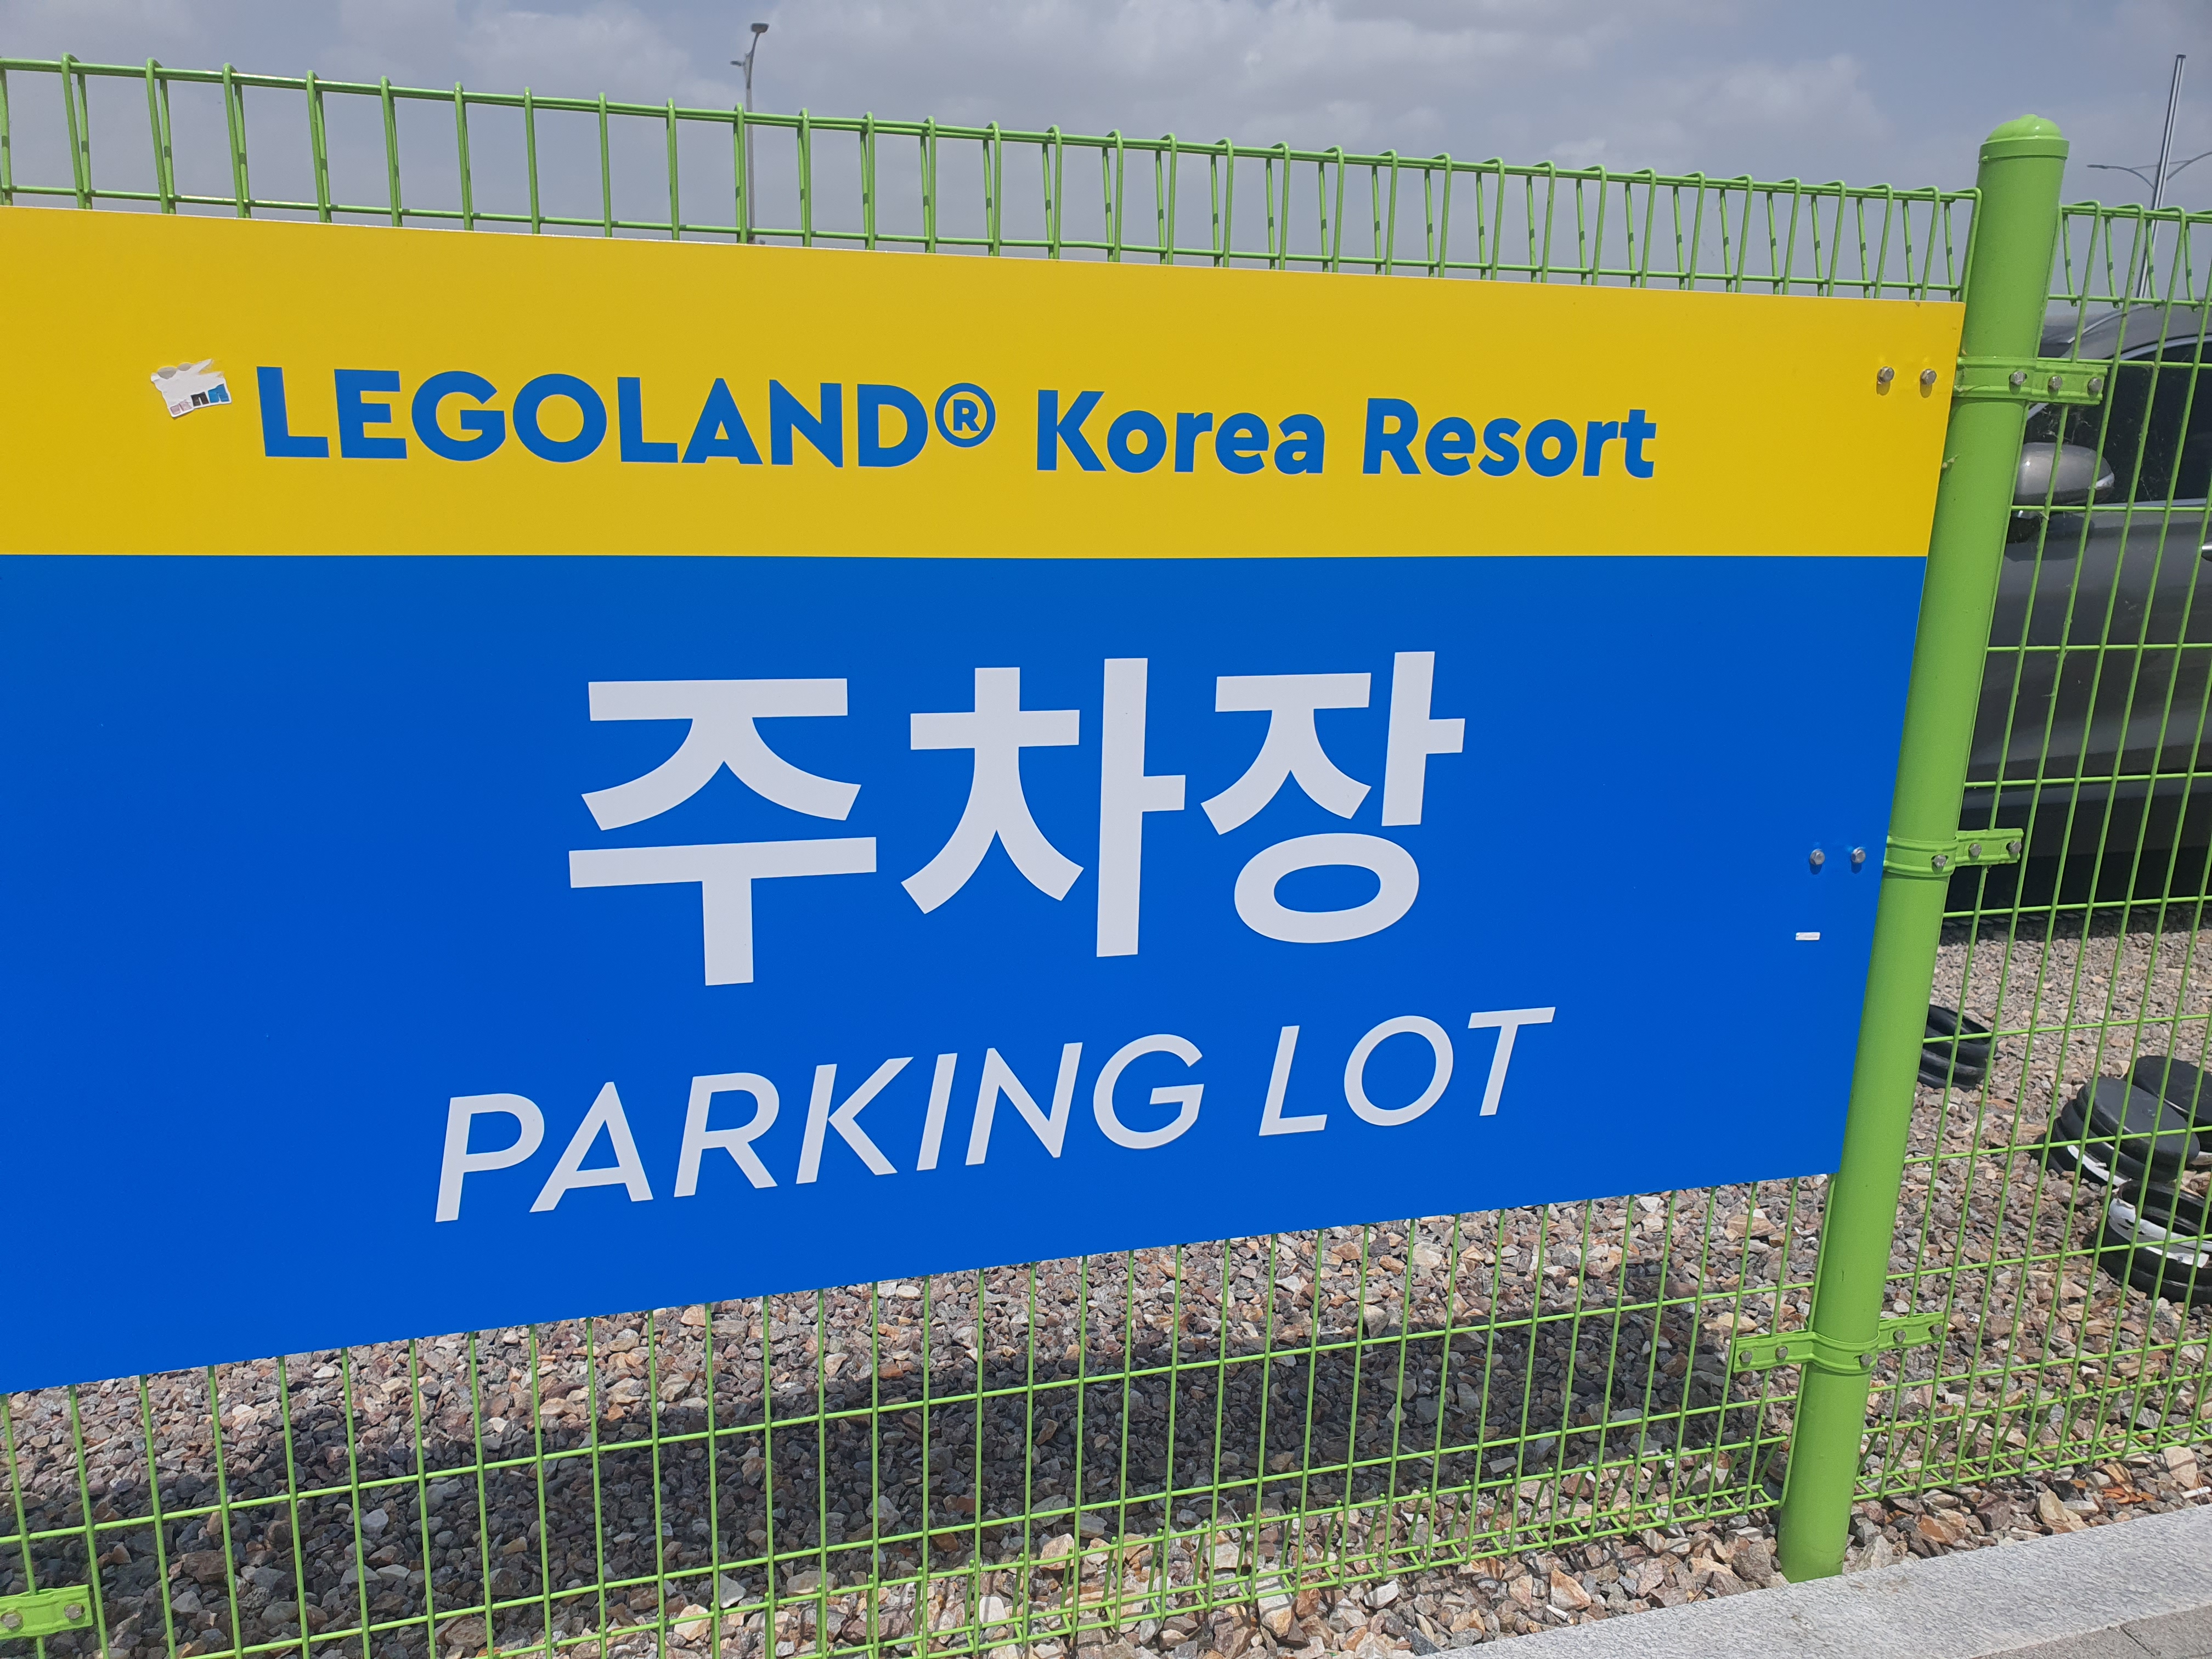 LEGOLAND® Korea Resort
주차장
PARKING LOT